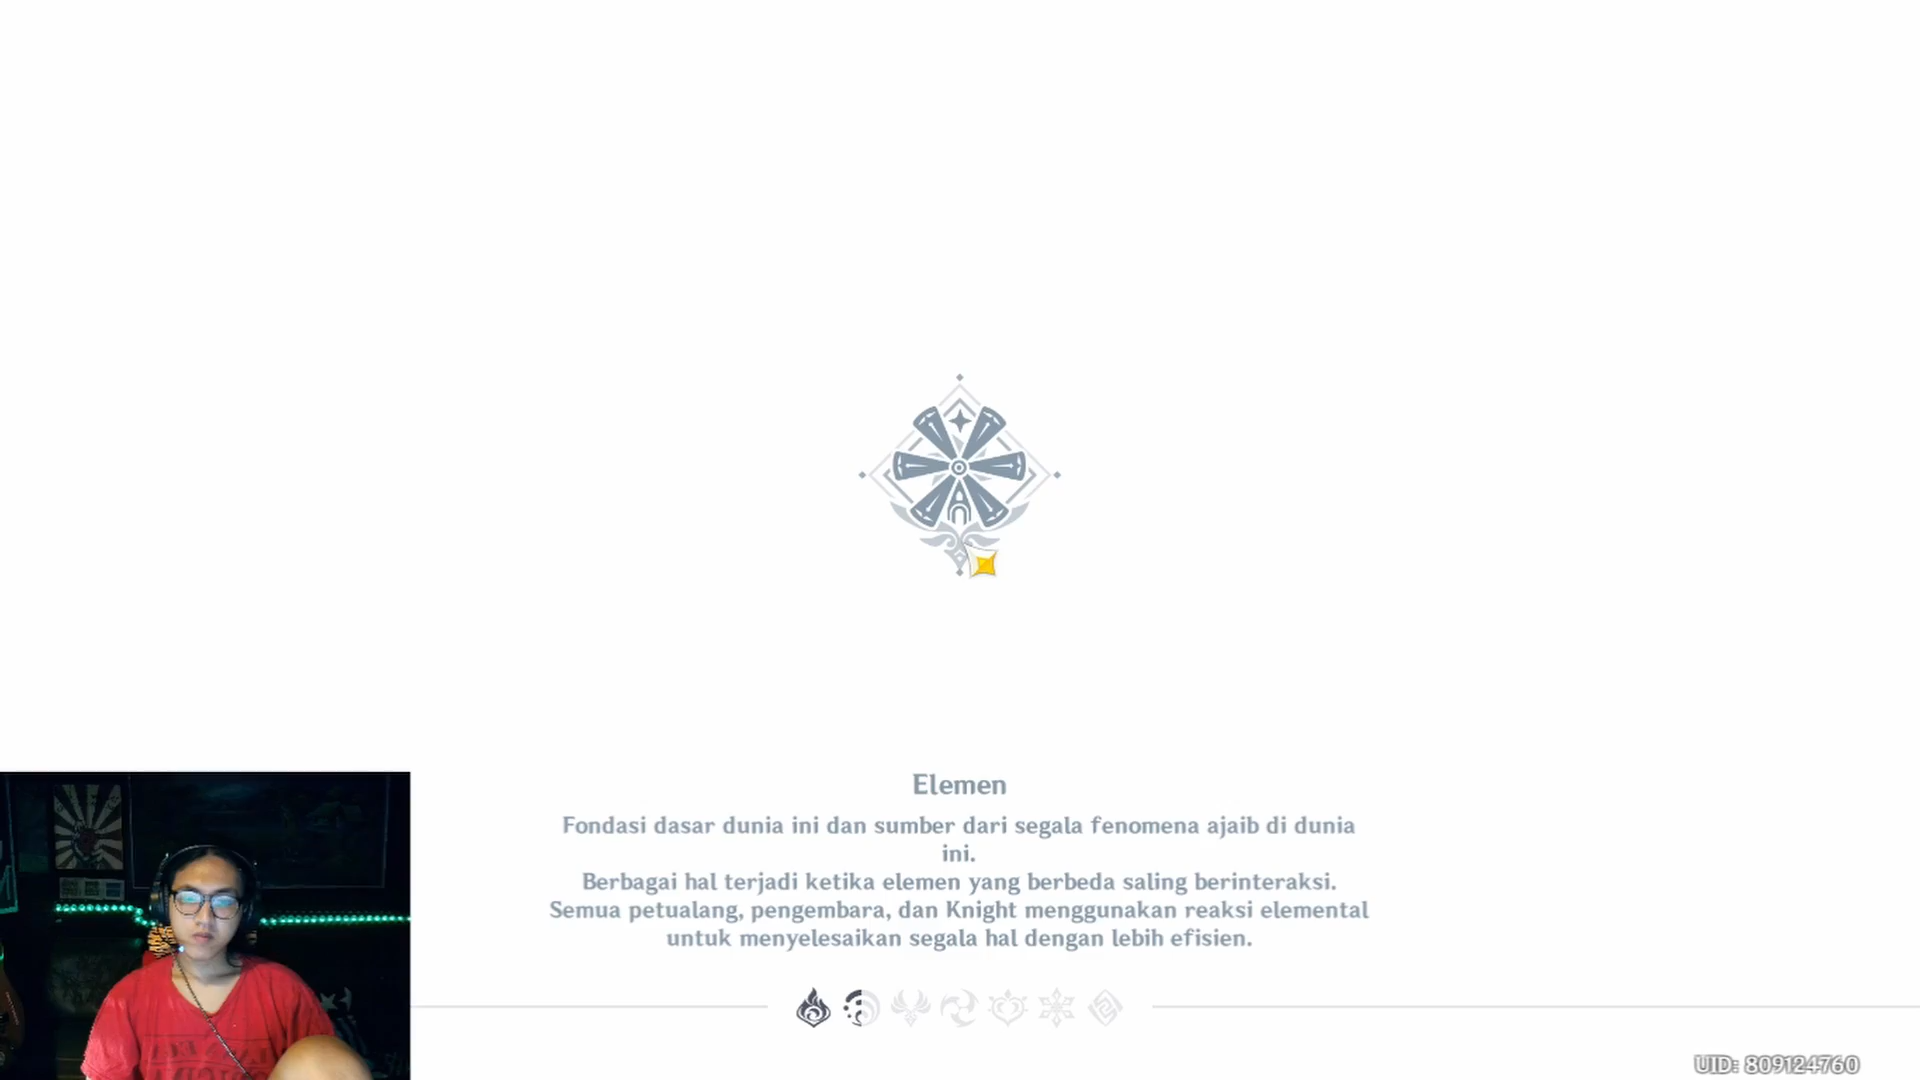 Elemen
Fondasi dasar dunia ini dan sumber dari segala fenomena ajaib di dunia
ini.
Berbagai hal terjadi ketika elemen yang berbeda saling berinteraksi.
Semua petualang, pengembara, dan Knight menggunakan reaksi elemental
untuk menyelesaikan segala hal dengan lebih efisien.
UID: 809124760